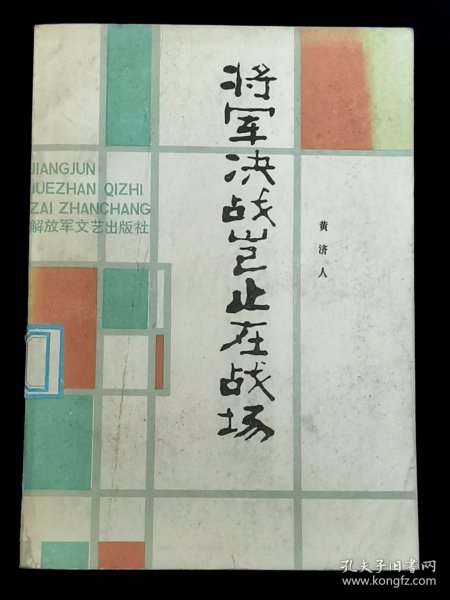 将军决战岂止在战场
黄济人
JIANGJUN
JUEZHAN QIZHI
ZAI ZHANCHANG
解放军文艺出版社
孔夫子旧书网
www.kongfz.com